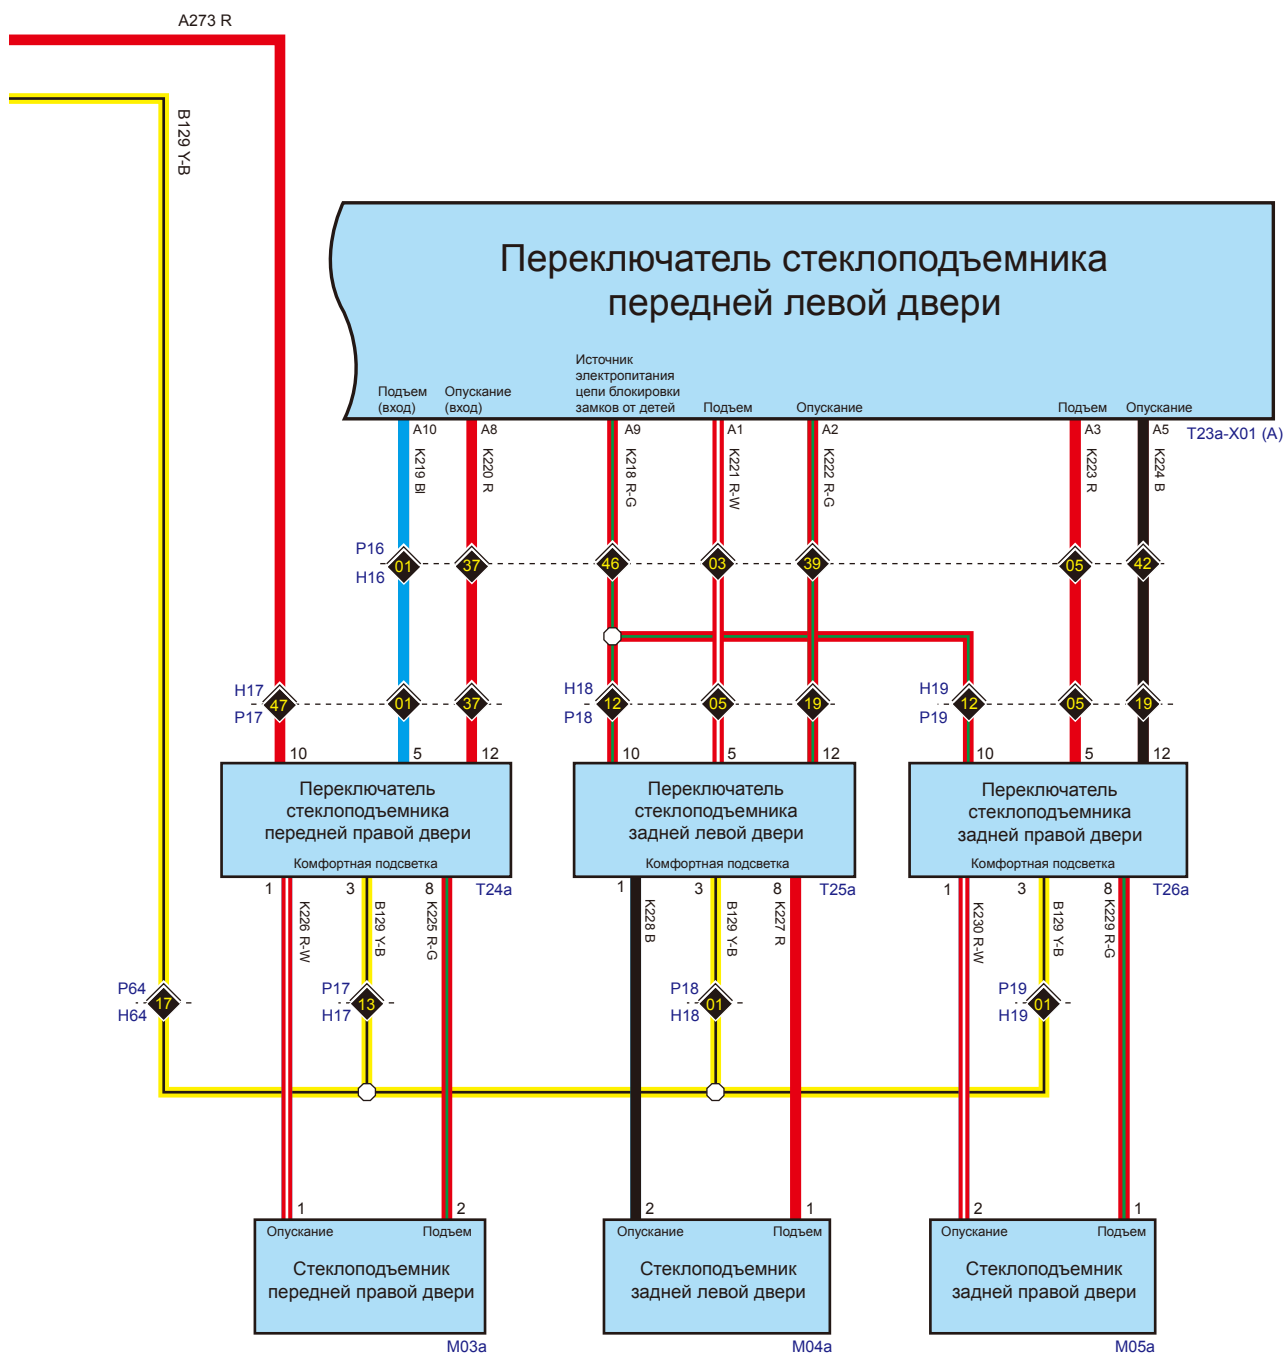 A273 R
B129 Y-B
Переключатель стеклоподъемника
передней левой двери
Источник
электропитания
цепи блокировки
замков от детей
Подъем
(вход)
Опускание
(вход)
Подъем
Опускание
Подъем
Опускание
T23a-X01 (A)
A10
A8
A9
A1
A2
A3
A5
K219 Bl
K220 R
K218 R-G
K221 R-W
K222 R-G
K223 R
K224 B
P16
H16
01
37
46
03
39
05
42
H17
P17
47
01
37
H18
P18
12
05
19
H19
P19
12
05
19
10
5
12
10
5
12
10
5
12
Переключатель
стеклоподъемника
передней правой двери
Комфортная подсветка
T24a
Переключатель
стеклоподъемника
задней левой двери
Комфортная подсветка
T25a
Переключатель
стеклоподъемника
задней правой двери
Комфортная подсветка
T26a
1
3
8
1
3
8
1
3
8
K226 R-W
B129 Y-B
K225 R-G
K228 B
B129 Y-B
K227 R
K230 R-W
B129 Y-B
K229 R-G
P64
H64
17
P17
H17
13
P18
H18
01
P19
H19
01
1
2
2
1
2
1
Опускание
Подъем
Стеклоподъемник
передней правой двери
M03a
Опускание
Подъем
Стеклоподъемник
задней левой двери
M04a
Опускание
Подъем
Стеклоподъемник
задней правой двери
M05a